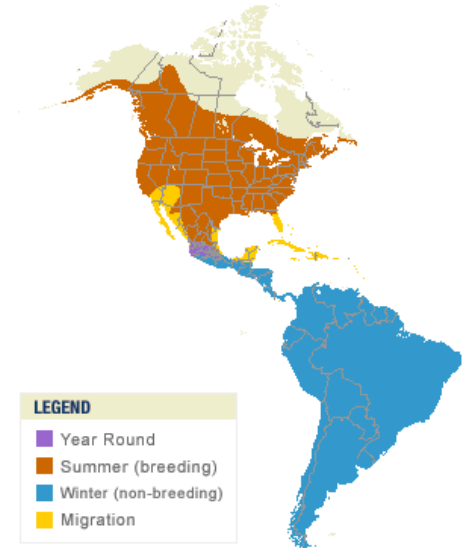 LEGEND
Year Round
Summer (breeding)
Winter (non-breeding)
Migration